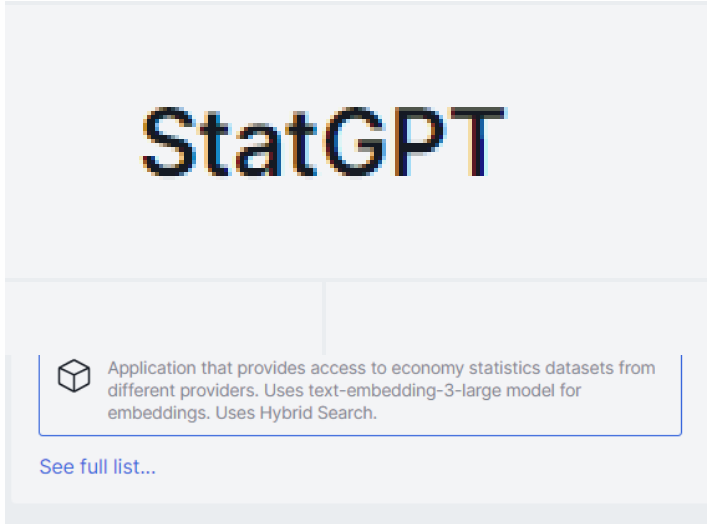 StatGPT
Application that provides access to economy statistics datasets from
different providers. Uses text-embedding-3-large model for
embeddings. Uses Hybrid Search.
See full list...